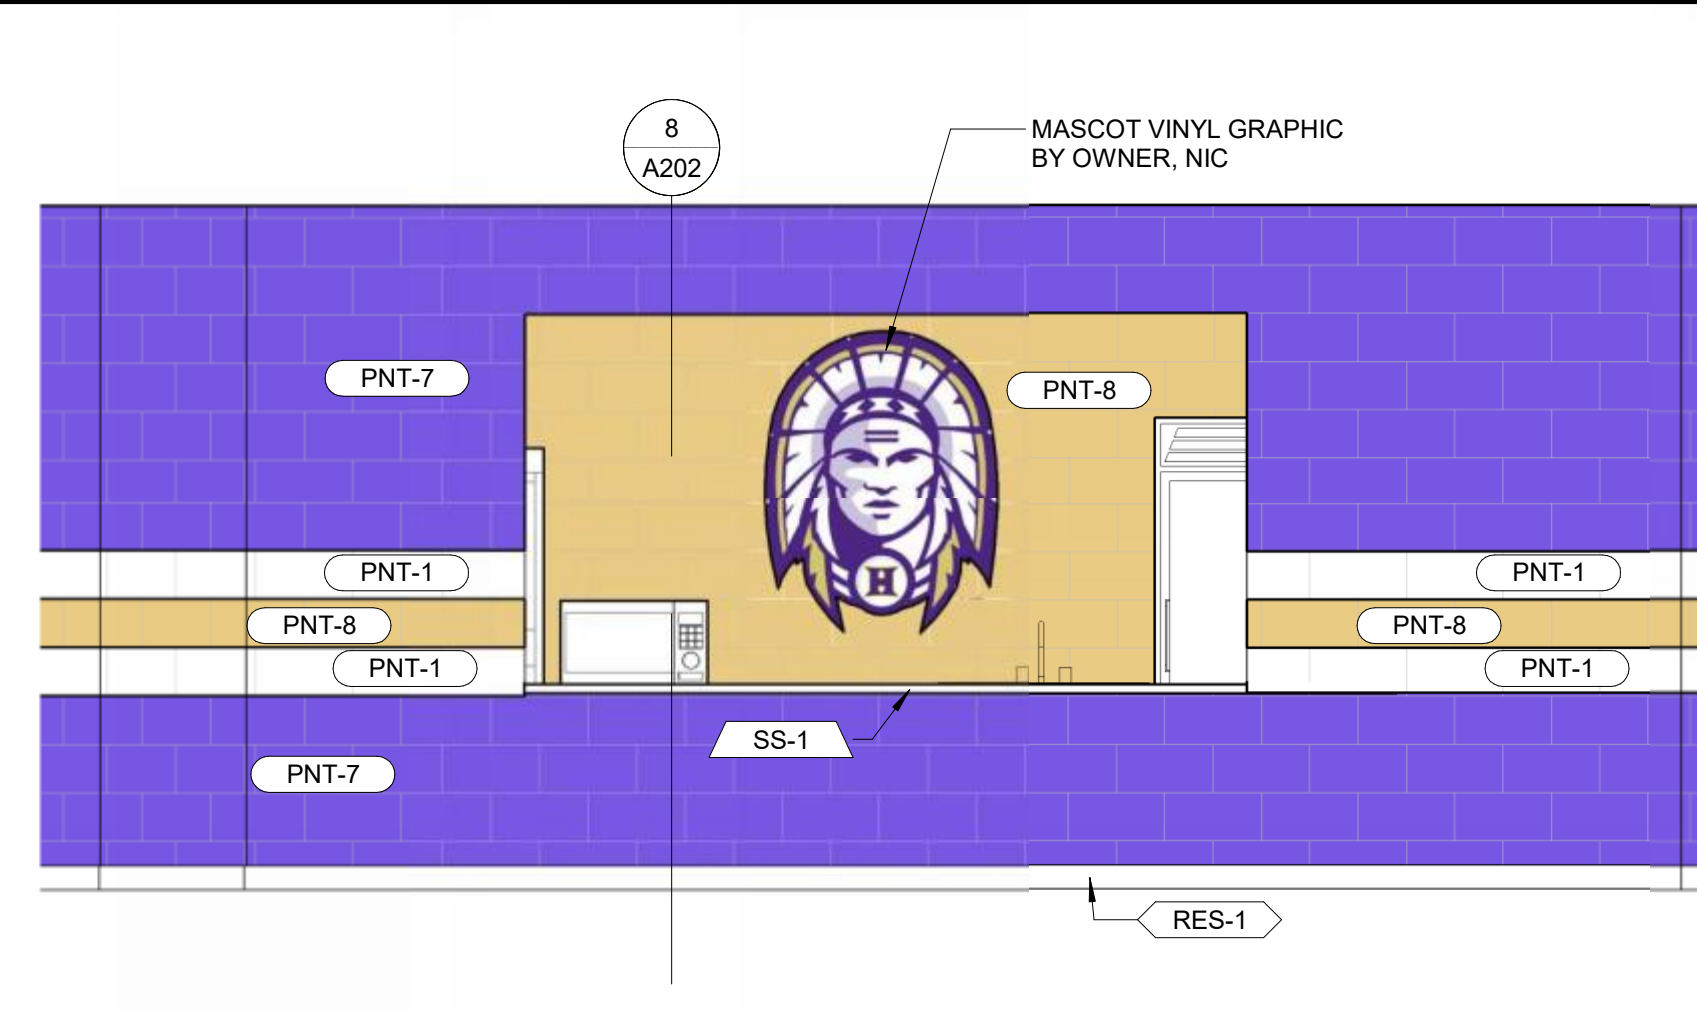 8
A202
MASCOT VINYL GRAPHIC
BY OWNER, NIC
PNT-7
PNT-8
PNT-1
PNT-1
PNT-8
PNT-8
PNT-1
PNT-1
H
SS-1
PNT-7
RES-1